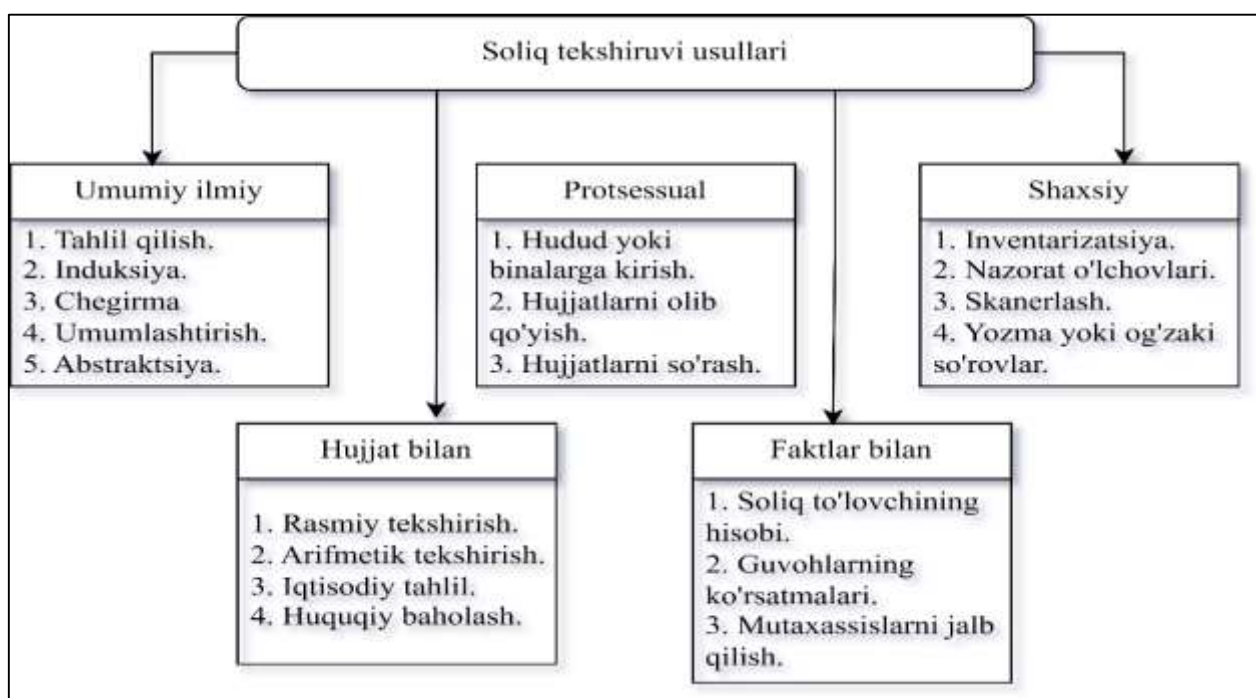 Soliq tekshiruvi usullari
Umumiy ilmiy
1. Tahlil qilish.
2. Induksiya.
3. Chegirma
4. Umumlashtirish.
5. Abstraktsiya.
Protsessual
1. Hudud yoki
binalarga kirish.
2. Hujjatlarni olib
qo'yish.
3. Hujjatlarni so'rash.
Shaxsiy
1. Inventarizatsiya.
2. Nazorat o'lchovlari.
3. Skanerlash.
4. Yozma yoki og'zaki
so'rovlar.
Hujjat bilan
1. Rasmiy tekshirish.
2. Arifmetik tekshirish.
3. Iqtisodiy tahlil.
4. Huquqiy baholash.
Faktlar bilan
1. Soliq to'lovchining
hisobi.
2. Guvohlarning
ko'rsatmalari.
3. Mutaxassislarni jalb
qilish.